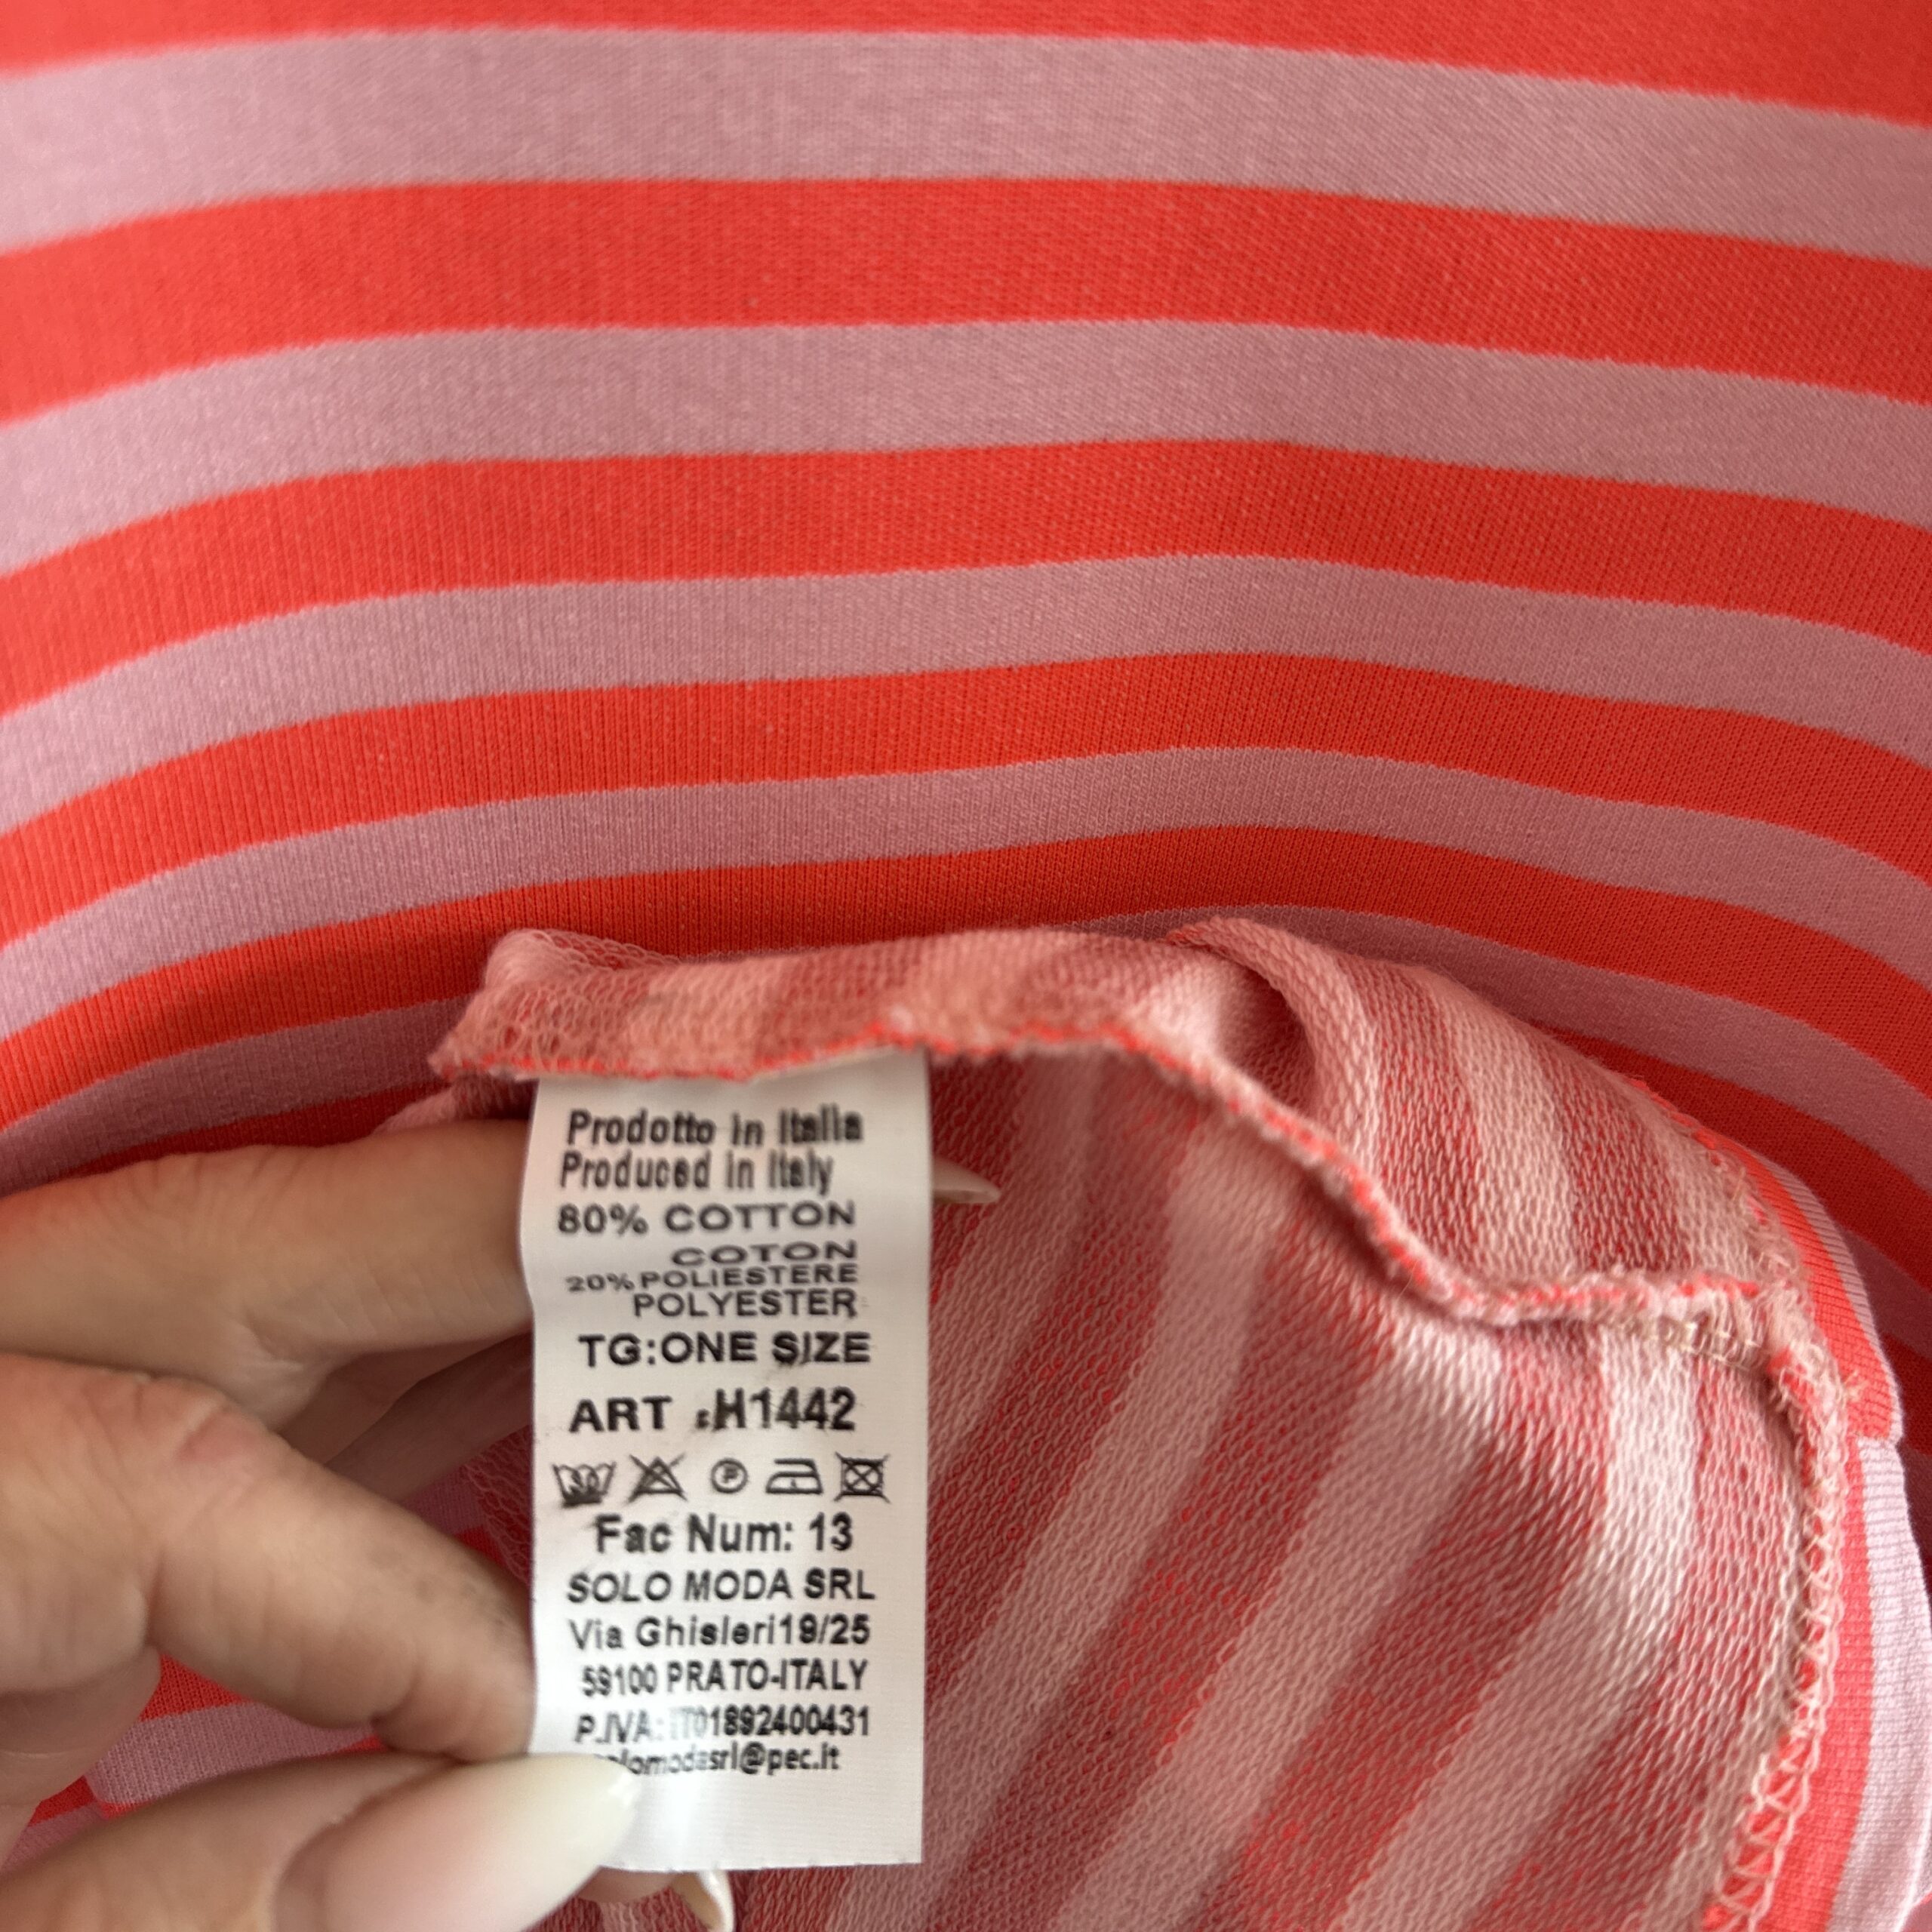 Prodotto in Italia
Produced in Italy
80% COTTON
COTON
20% POLIESTERE
POLYESTER
TG:ONE SIZE
ART :H1442
30 P
Fac Num: 13
SOLO MODA SRL
Via Ghisleri19/25
59100 PRATO-ITALY
P.IVA: IT01892400431